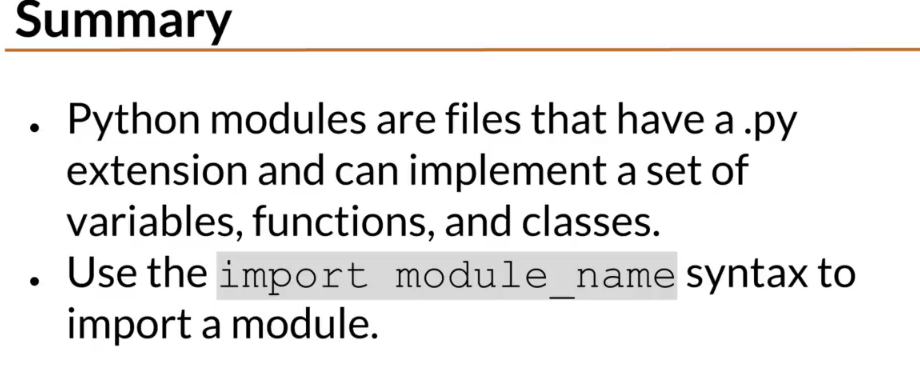 Summary
• Python modules are files that have a .py
extension and can implement a set of
variables, functions, and classes.
• Use the import module_name syntax to
import a module.